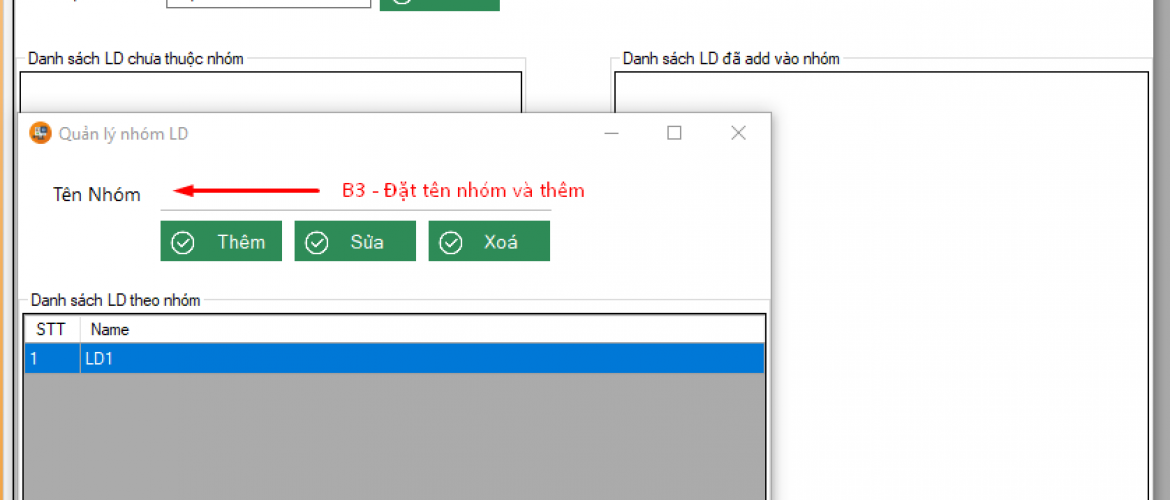 Danh sách LD chưa thuộc nhóm
Danh sách LD đã add vào nhóm
Quản lý nhóm LD
Tên Nhóm
B3 - Đặt tên nhóm và thêm
Thêm
Sửa
Xoá
Danh sách LD theo nhóm
STT Name
1 LD1